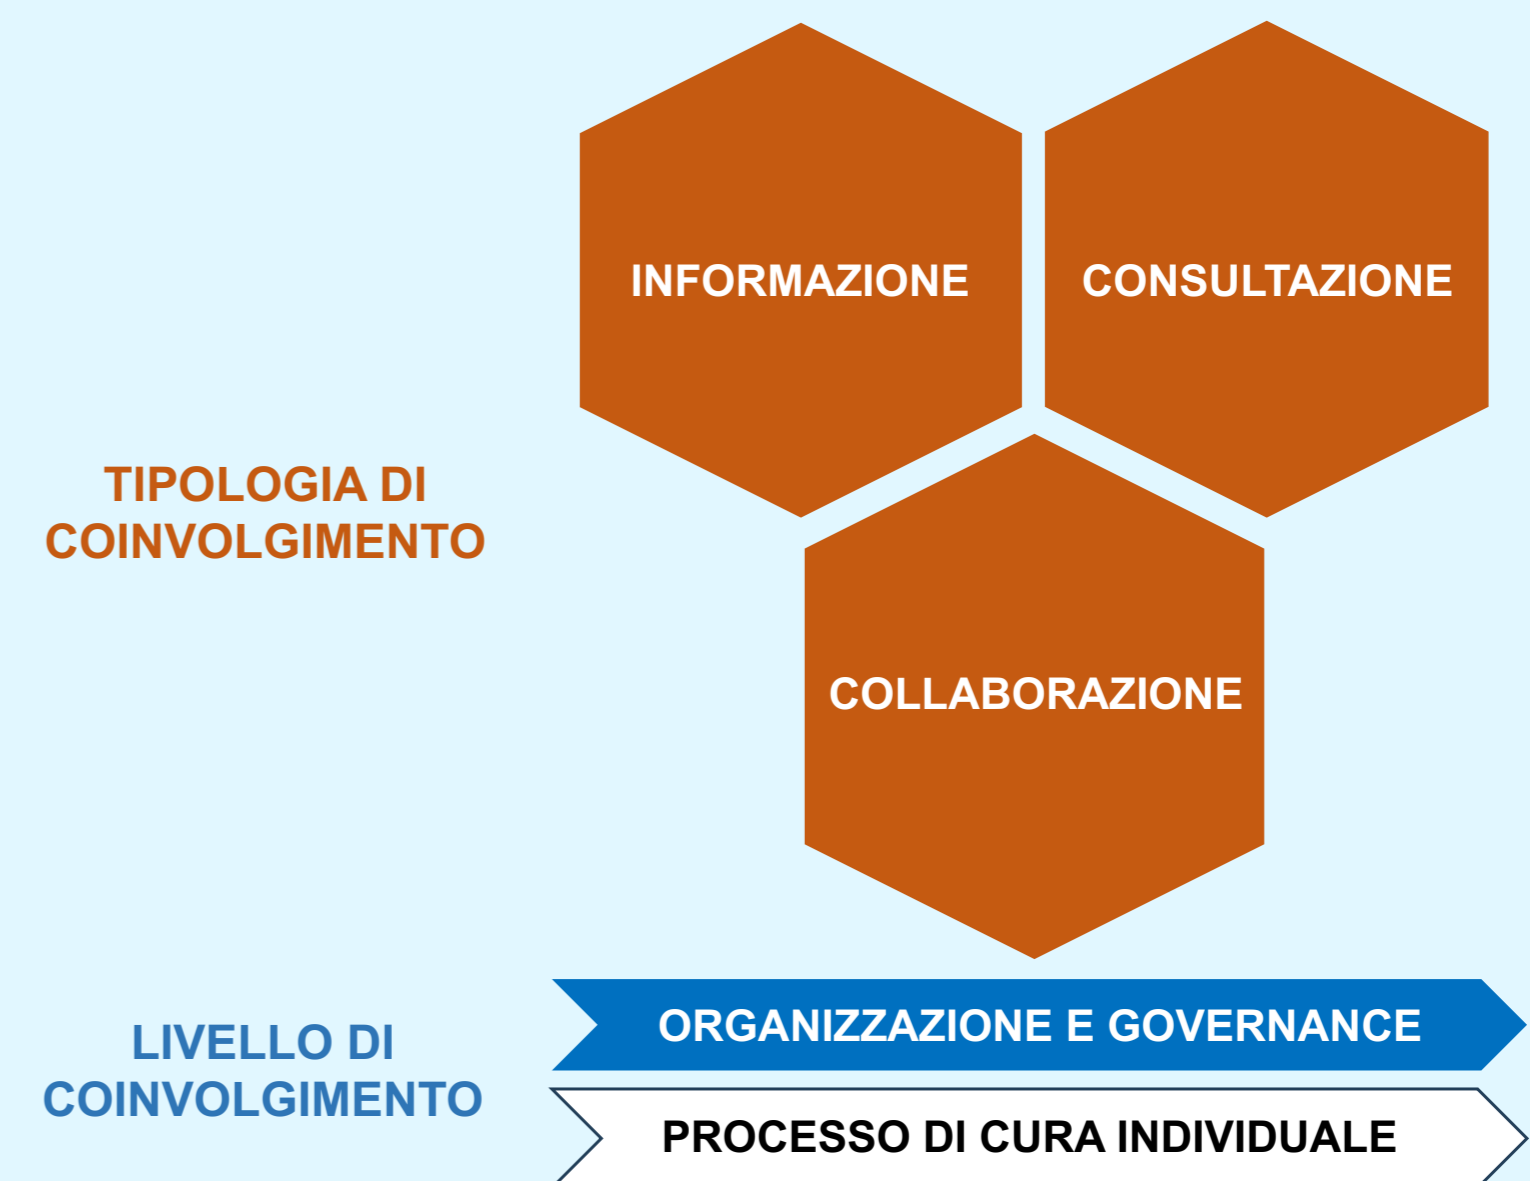 INFORMAZIONE
CONSULTAZIONE
TIPOLOGIA DI
COINVOLGIMENTO
COLLABORAZIONE
LIVELLO DI
COINVOLGIMENTO
ORGANIZZAZIONE E GOVERNANCE
PROCESSO DI CURA INDIVIDUALE